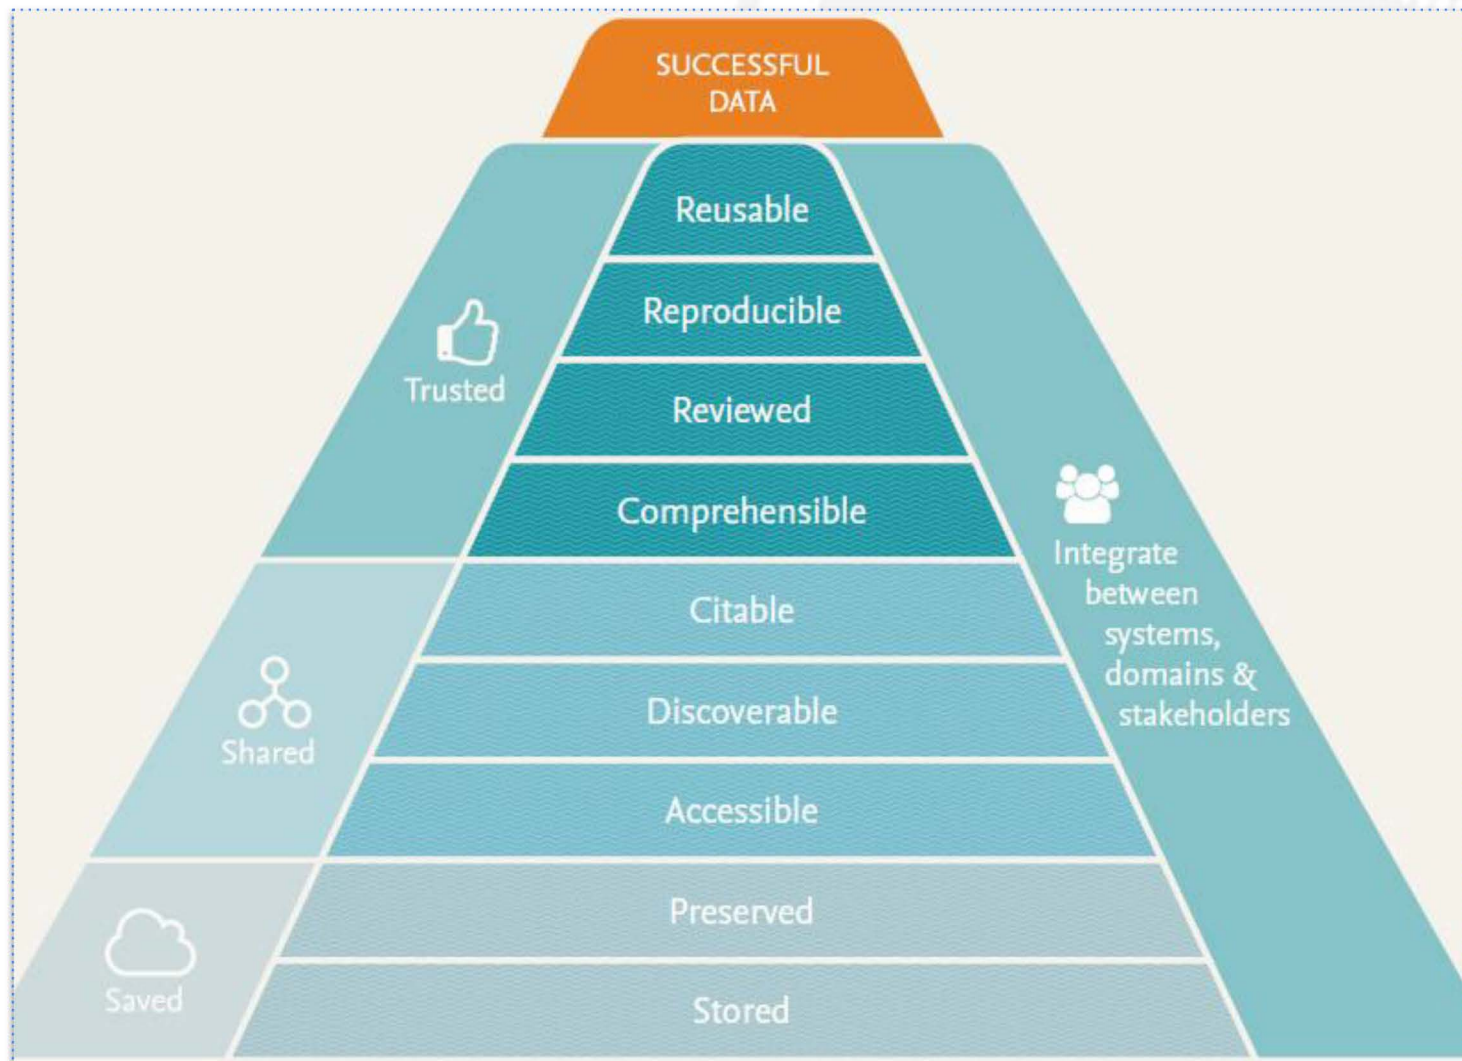 SUCCESSFUL
DATA
Reusable
Reproducible
Trusted
Reviewed
Comprehensible
Integrate
between
systems,
domains &
stakeholders
Citable
Discoverable
Shared
Accessible
Preserved
Saved
Stored